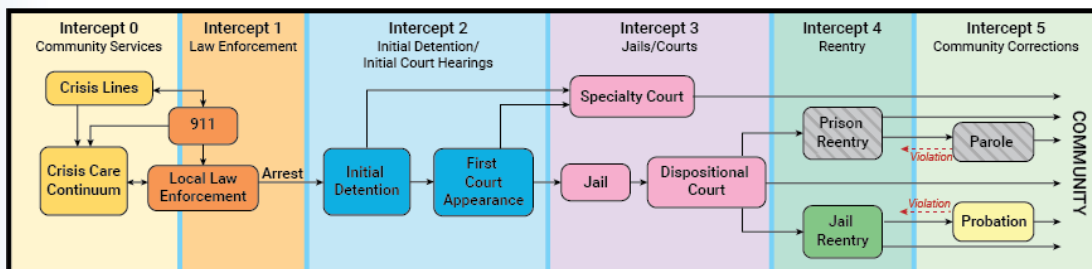 Intercept 0
Community Services
Intercept 1
Law Enforcement
Intercept 2
Initial Detention/
Initial Court Hearings
Intercept 3
Jails/Courts
Intercept 4
Reentry
Intercept 5
Community Corrections
Crisis Lines
911
Crisis Care
Continuum
Local Law
Enforcement
Arrest
Initial
Detention
First
Court
Appearance
Specialty Court
Jail
Dispositional
Court
Prison
Reentry
Violation
Parole
Jail
Reentry
Violation
Probation
COMMUNITY